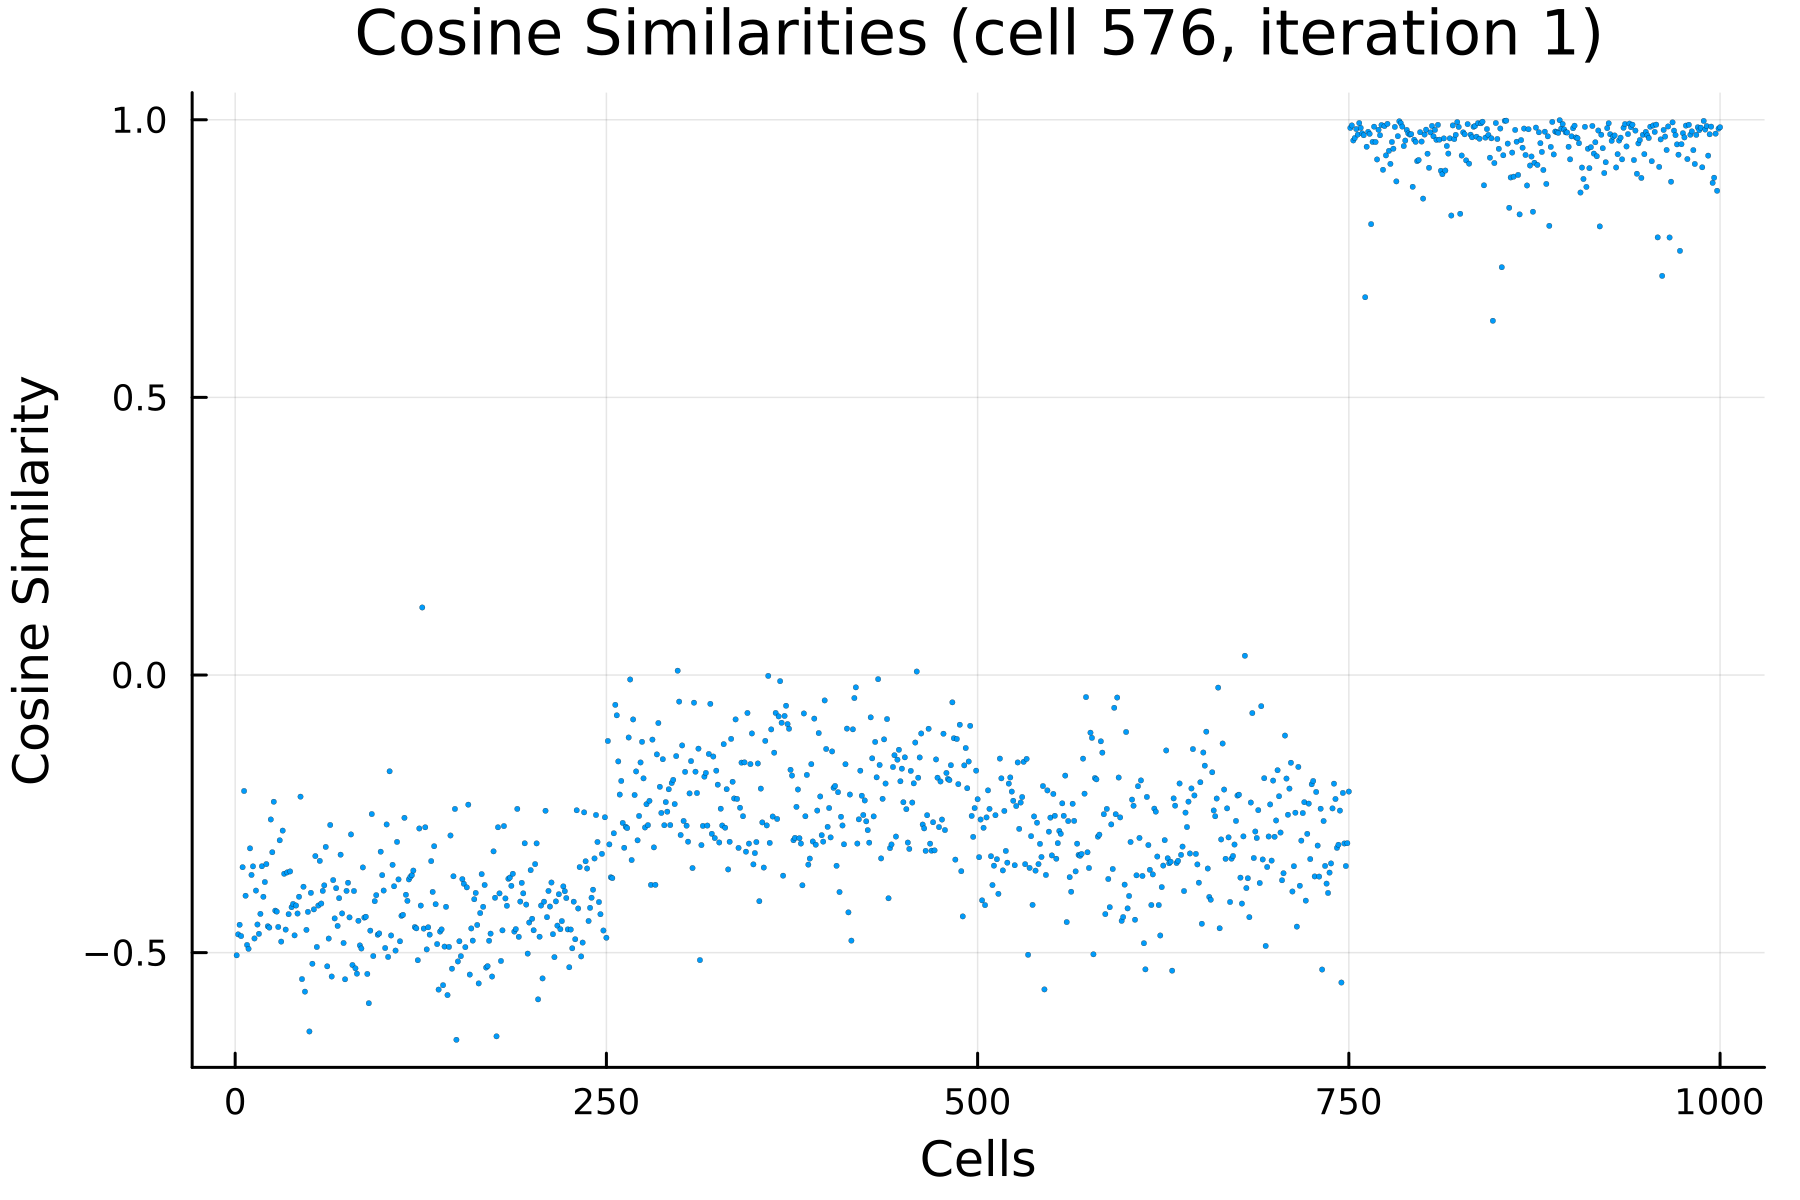 Cosine Similarities (cell 576, iteration 1)
Cosine Similarity
1.0
0.5
0.0
−0.5
0 250 500 750 1000
Cells